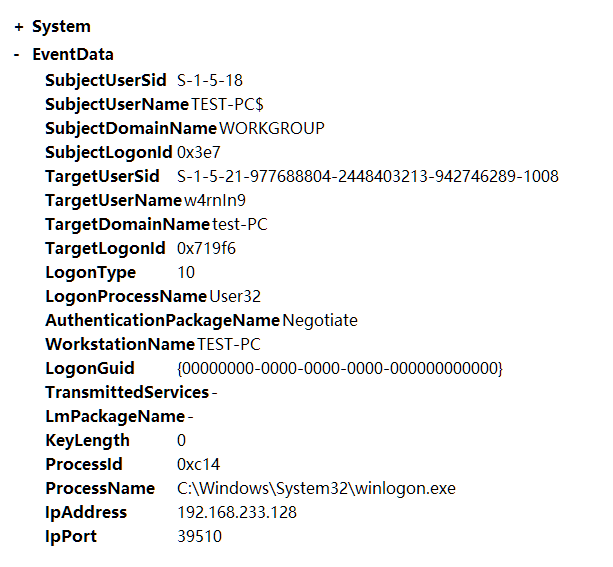 + System
- EventData
SubjectUserSid S-1-5-18
SubjectUserName TEST-PC$
SubjectDomainName WORKGROUP
SubjectLogonId 0x3e7
TargetUserSid S-1-5-21-977688804-2448403213-942746289-1008
TargetUserName w4rnIn9
TargetDomainName test-PC
TargetLogonId 0x719f6
LogonType 10
LogonProcessName User32
AuthenticationPackageName Negotiate
WorkstationName TEST-PC
LogonGuid {00000000-0000-0000-0000-000000000000}
TransmittedServices -
LmPackageName -
KeyLength 0
ProcessId 0xc14
ProcessName C:\Windows\System32\winlogon.exe
IpAddress 192.168.233.128
IpPort 39510